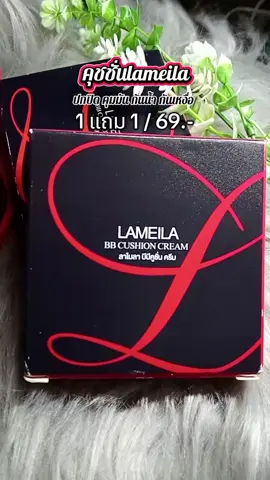 คุชชั่นlameila
ปกปิด คุมมัน กันน้ำ กันเหงื่อ
1 แถม 1 / 69.-
LAMEILA
BB CUSHION CREAM
ลาไมลา บีบีคูชั่น ครีม